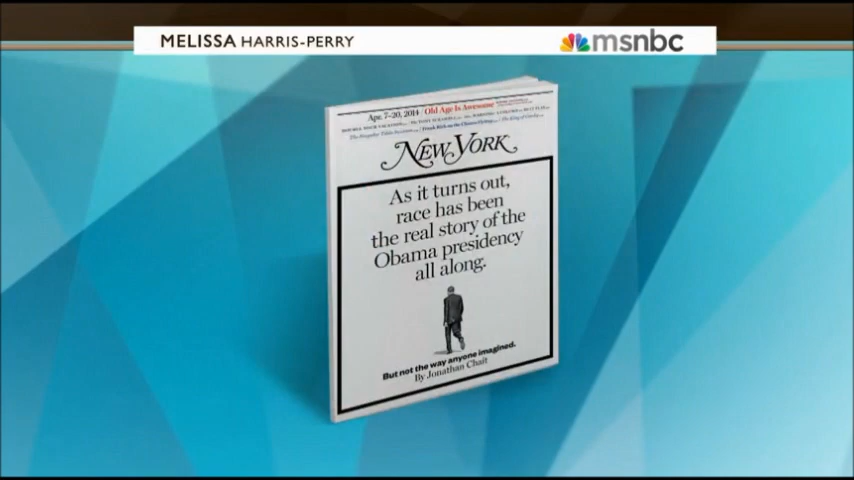 MELISSA HARRIS-PERRY
msnbc
Apr. 7-20, 2014 / Old Age Is Awesome
NEW YORK
As it turns out,
race has been
the real story of the
Obama presidency
all along.
But not the way anyone imagined.
By Jonathan Chait